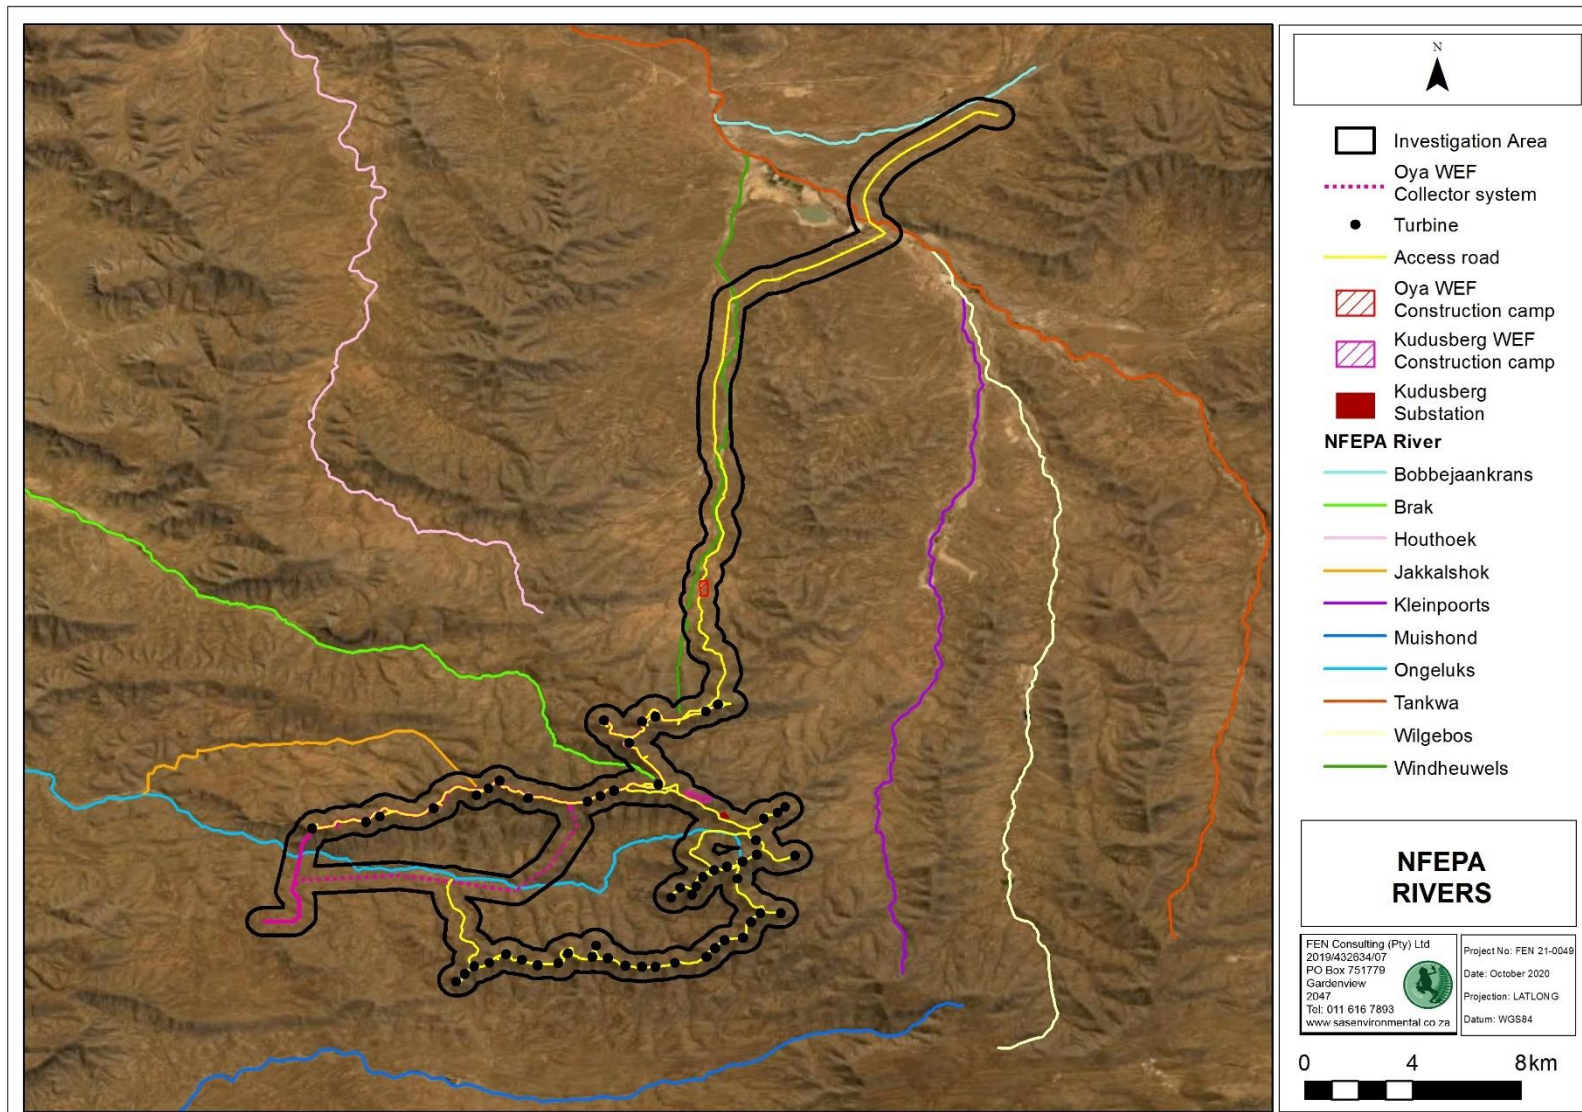 N
Investigation Area
Oya WEF
Collector system
Turbine
Access road
Oya WEF
Construction camp
Kudusberg WEF
Construction camp
Kudusberg
Substation
NFEPA River
Bobbejaankrans
Brak
Houthoek
Jakkalshok
Kleinpoorts
Muishond
Ongeluks
Tankwa
Wilgebos
Windheuwels
NFEPA
RIVERS
FEN Consulting (Pty) Ltd
2019/432634/07
PO Box 751779
Gardenview
2047
Tel: 011 616 7893
www.sasenvironmental.co.za
Project No: FEN 21-0049
Date: October 2020
Projection: LATLONG
Datum: WGS84
0 4 8km